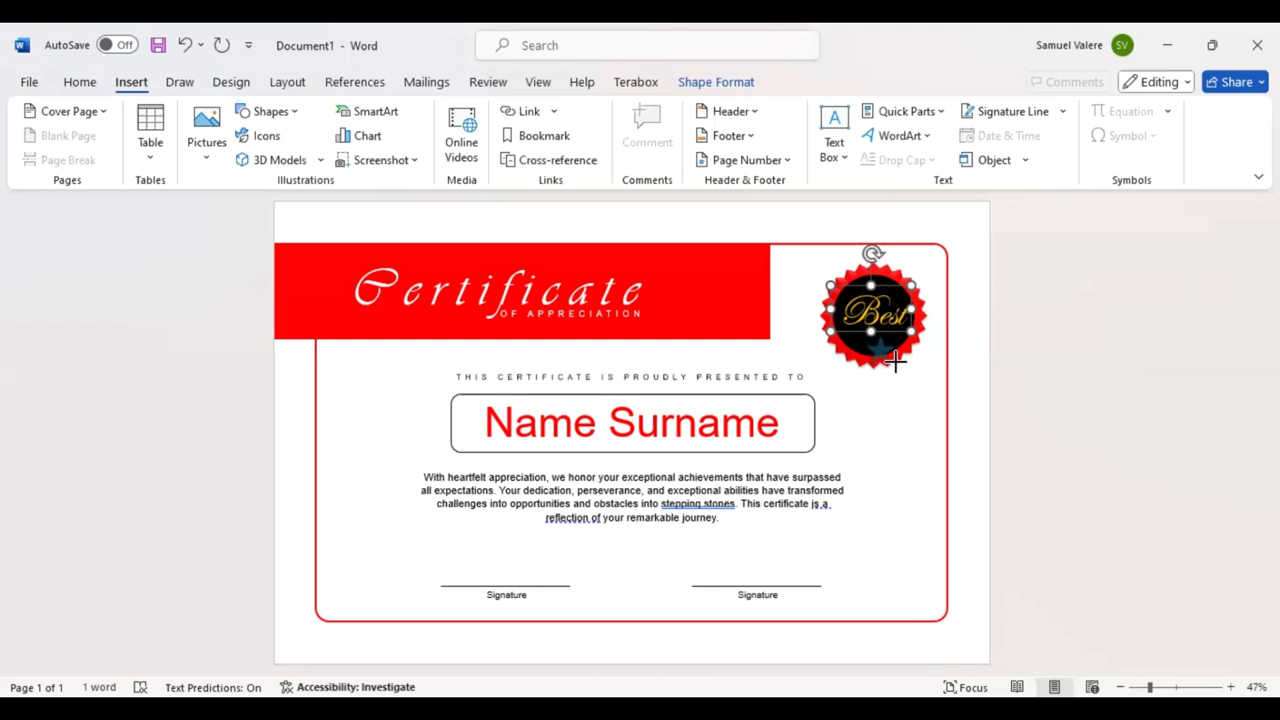 AutoSave Off Document1 - Word Search Samuel Valere SV
File Home Insert Draw Design Layout References Mailings Review View Help Terabox Shape Format Comments Editing Share
Cover Page
Blank Page
Page Break
Pages
Table
Tables
Pictures
Shapes
Icons
3D Models
SmartArt
Chart
Screenshot
Illustrations
Online
Videos
Media
Link
Bookmark
Cross-reference
Links
Comment
Comments
Header
Footer
Page Number
Header & Footer
A
Text
Box
Quick Parts
WordArt
Drop Cap
Signature Line
Date & Time
Object
Text
Equation
Symbol
Symbols
Certificate
OF APPRECIATION
Best
THIS CERTIFICATE IS PROUDLY PRESENTED TO
Name Surname
With heartfelt appreciation, we honor your exceptional achievements that have surpassed
all expectations. Your dedication, perseverance, and exceptional abilities have transformed
challenges into opportunities and obstacles into stepping stones. This certificate is a
reflection of your remarkable journey.
Signature Signature
Page 1 of 1 1 word Text Predictions: On Accessibility: Investigate Focus 47%